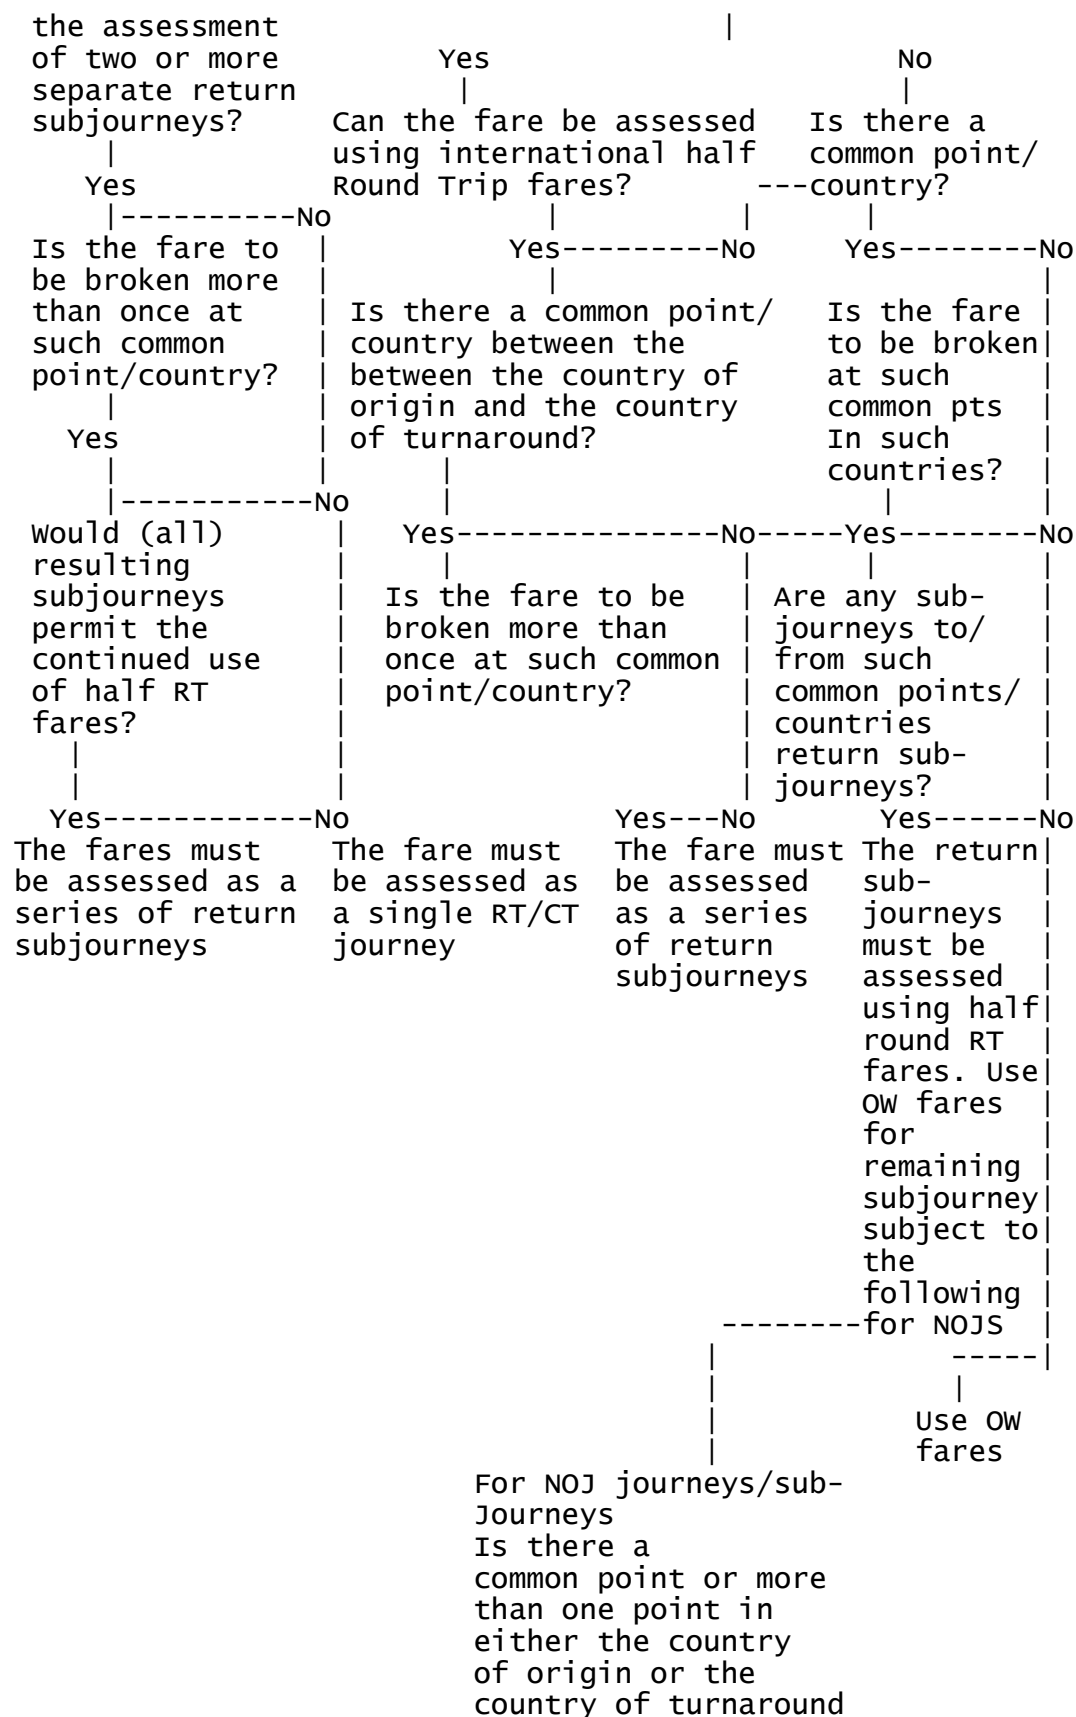 the assessment                         |
of two or more         Yes                       No
separate return         |                        |
subjourneys?     Can the fare be assessed   Is there a
    |            using international half   common point/
   Yes           Round Trip fares?       ---country?
    |----------No            |          |      |
Is the fare to  |          Yes---------No     Yes--------No
be broken more  |            |                           |
than once at    | Is there a common point/   Is the fare |
such common     | country between the        to be broken|
point/country?  | between the country of     at such     |
    |           | origin and the country     common pts  |
  Yes           | of turnaround?             In such     |
    |           |      |                     countries?  |
    |-----------No     |                        |        |
Would (all)      |   Yes---------------No-----Yes--------No
resulting        |     |                |      |         |
subjourneys      |  Is the fare to be   | Are any sub-   |
permit the       |  broken more than    | journeys to/   |
continued use    |  once at such common | from such      |
of half RT       |  point/country?      | common points/ |
fares?           |                      | countries      |
  |              |                      | return sub-    |
  |              |                      | journeys?      |
 Yes------------No               Yes---No       Yes------No
The fares must    The fare must   The fare must The return|
be assessed as a  be assessed as  be assessed   sub-      |
series of return  a single RT/CT  as a series   journeys  |
subjourneys       journey         of return     must be   |
                                  subjourneys   assessed  |
                                                using half|
                                                round RT  |
                                                fares. Use|
                                                OW fares  |
                                                for       |
                                                remaining |
                                                subjourney|
                                                subject to|
                                                the       |
                                                following |
                                        --------for NOJS  |
                                       |             -----|
                                       |             |
                                       |           Use OW
                                       |           fares
                          For NOJ journeys/sub-
                          Journeys
                          Is there a
                          common point or more
                          than one point in
                          either the country
                          of origin or the
                          country of turnaround